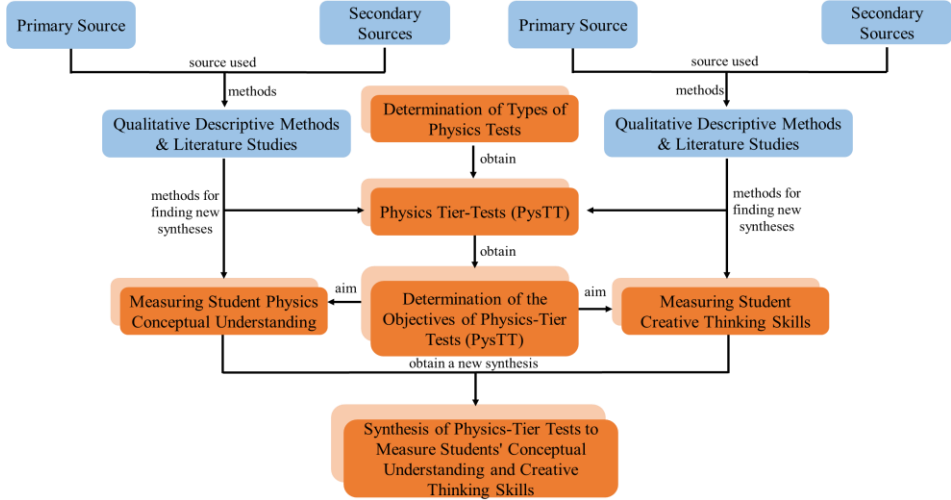 Primary Source
Secondary
Sources
Primary Source
Secondary
Sources
source used
source used
methods
methods
Qualitative Descriptive Methods
& Literature Studies
Determination of Types of
Physics Tests
Qualitative Descriptive Methods
& Literature Studies
obtain
methods for
finding new
syntheses
Physics Tier-Tests (PysTT)
methods for
finding new
syntheses
obtain
Measuring Student Physics
Conceptual Understanding
aim
Determination of the
Objectives of Physics-Tier
Tests (PysTT)
aim
Measuring Student
Creative Thinking Skills
obtain a new synthesis
Synthesis of Physics-Tier Tests to
Measure Students' Conceptual
Understanding and Creative
Thinking Skills